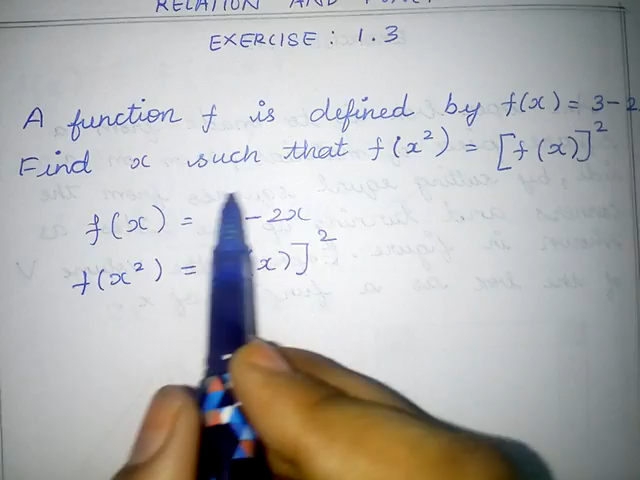 RELATION AND
EXERCISE : 1.3
A function f is defined by f(x) = 3-2
Find x such that f(x²) = [f(x)]²
f(x) = -2x
f(x²) = x)]²